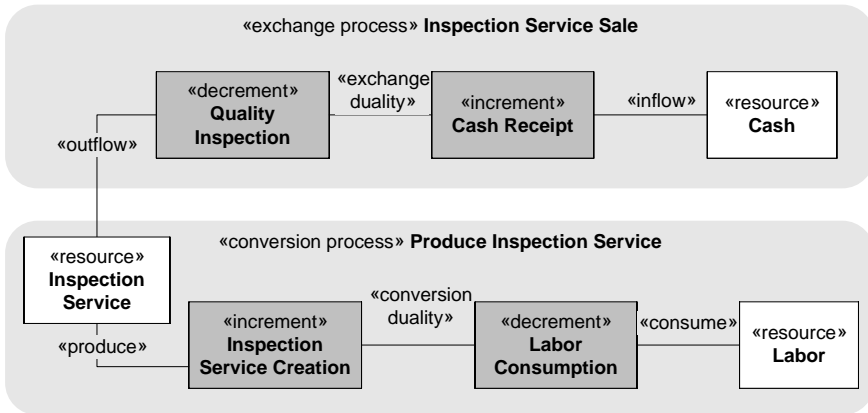 «exchange process» Inspection Service Sale
«decrement»
Quality
Inspection
«exchange
duality»
«increment»
Cash Receipt
«inflow»
«resource»
Cash
«outflow»
«conversion process» Produce Inspection Service
«resource»
Inspection
Service
«produce»
«increment»
Inspection
Service Creation
«conversion
duality»
«decrement»
Labor
Consumption
«consume»
«resource»
Labor